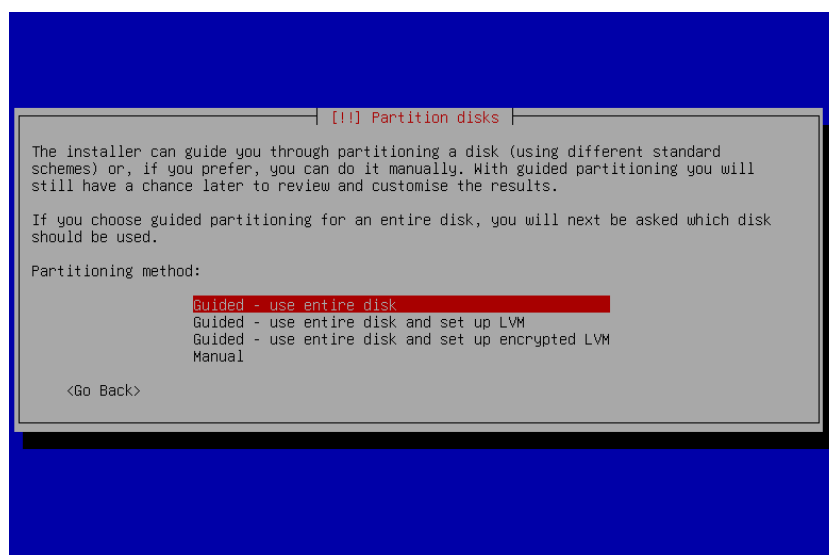 [!!] Partition disks
The installer can guide you through partitioning a disk (using different standard
schemes) or, if you prefer, you can do it manually. With guided partitioning you will
still have a chance later to review and customise the results.
If you choose guided partitioning for an entire disk, you will next be asked which disk
should be used.
Partitioning method:
Guided - use entire disk
Guided - use entire disk and set up LVM
Guided - use entire disk and set up encrypted LVM
Manual
<Go Back>